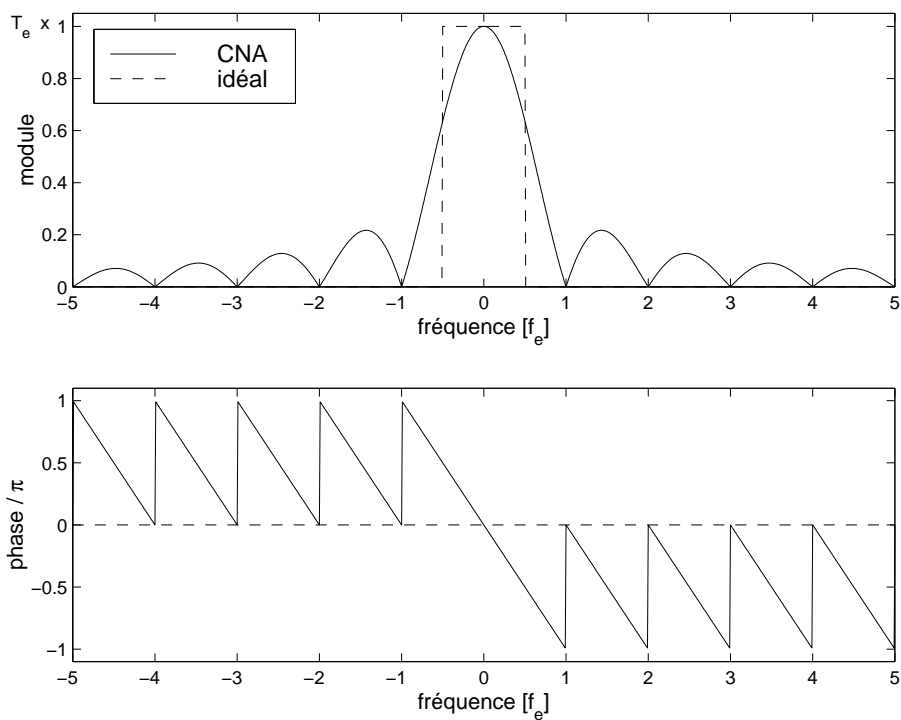 T_e x 1
CNA
idéal
0.8
0.6
0.4
0.2
0
module
−5 −4 −3 −2 −1 0 1 2 3 4 5
fréquence [f_e]
1
0.5
0
−0.5
−1
phase / π
−5 −4 −3 −2 −1 0 1 2 3 4 5
fréquence [f_e]